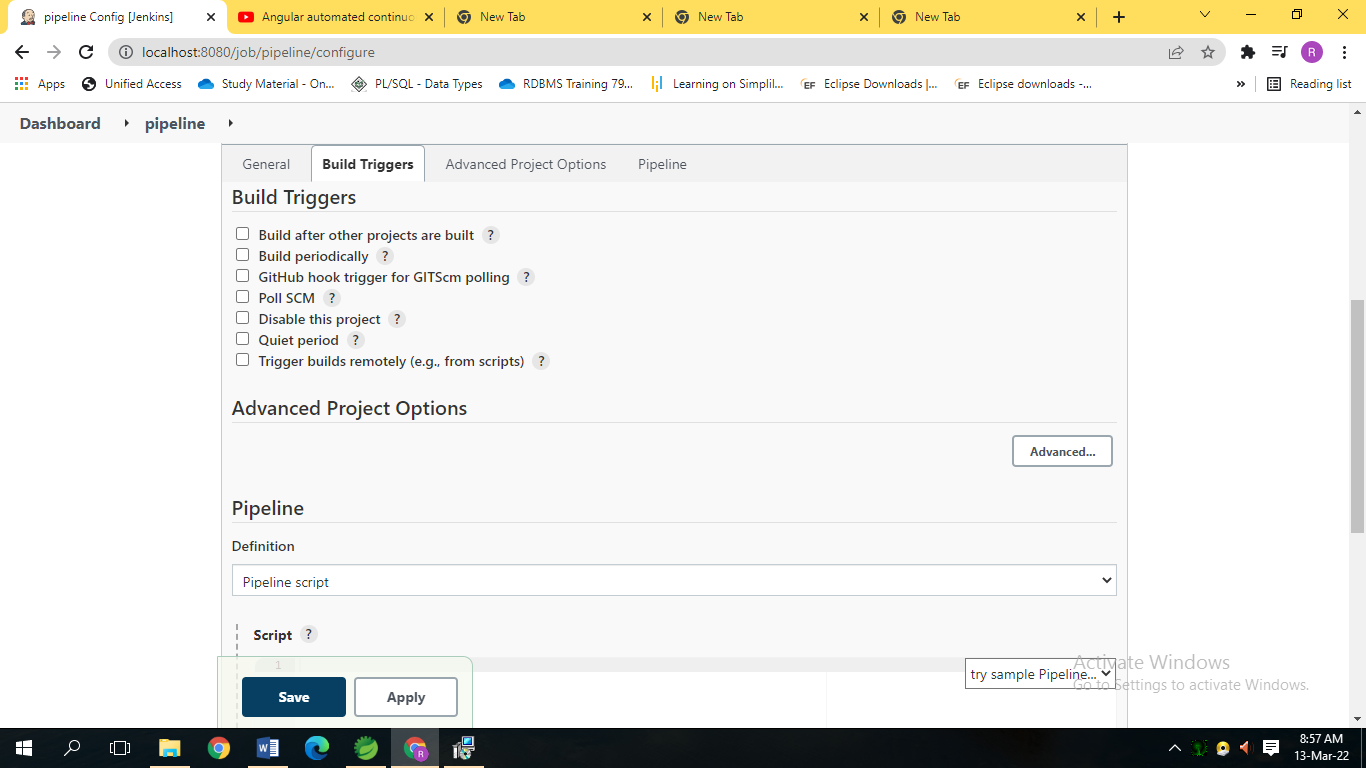 pipeline Config [Jenkins]
Angular automated continuo
New Tab
New Tab
New Tab
localhost:8080/job/pipeline/configure
R
Apps
Unified Access
Study Material - On...
PL/SQL - Data Types
RDBMS Training 79...
Learning on Simplil...
EF Eclipse Downloads |...
EF Eclipse downloads -...
»
Reading list
Dashboard
pipeline
General
Build Triggers
Advanced Project Options
Pipeline
Build Triggers
Build after other projects are built ?
Build periodically ?
GitHub hook trigger for GITScm polling ?
Poll SCM ?
Disable this project ?
Quiet period ?
Trigger builds remotely (e.g., from scripts) ?
Advanced Project Options
Advanced...
Pipeline
Definition
Pipeline script
Script ?
1
try sample Pipeline...
Activate Windows
Go to Settings to activate Windows.
Save
Apply
8:57 AM
13-Mar-22